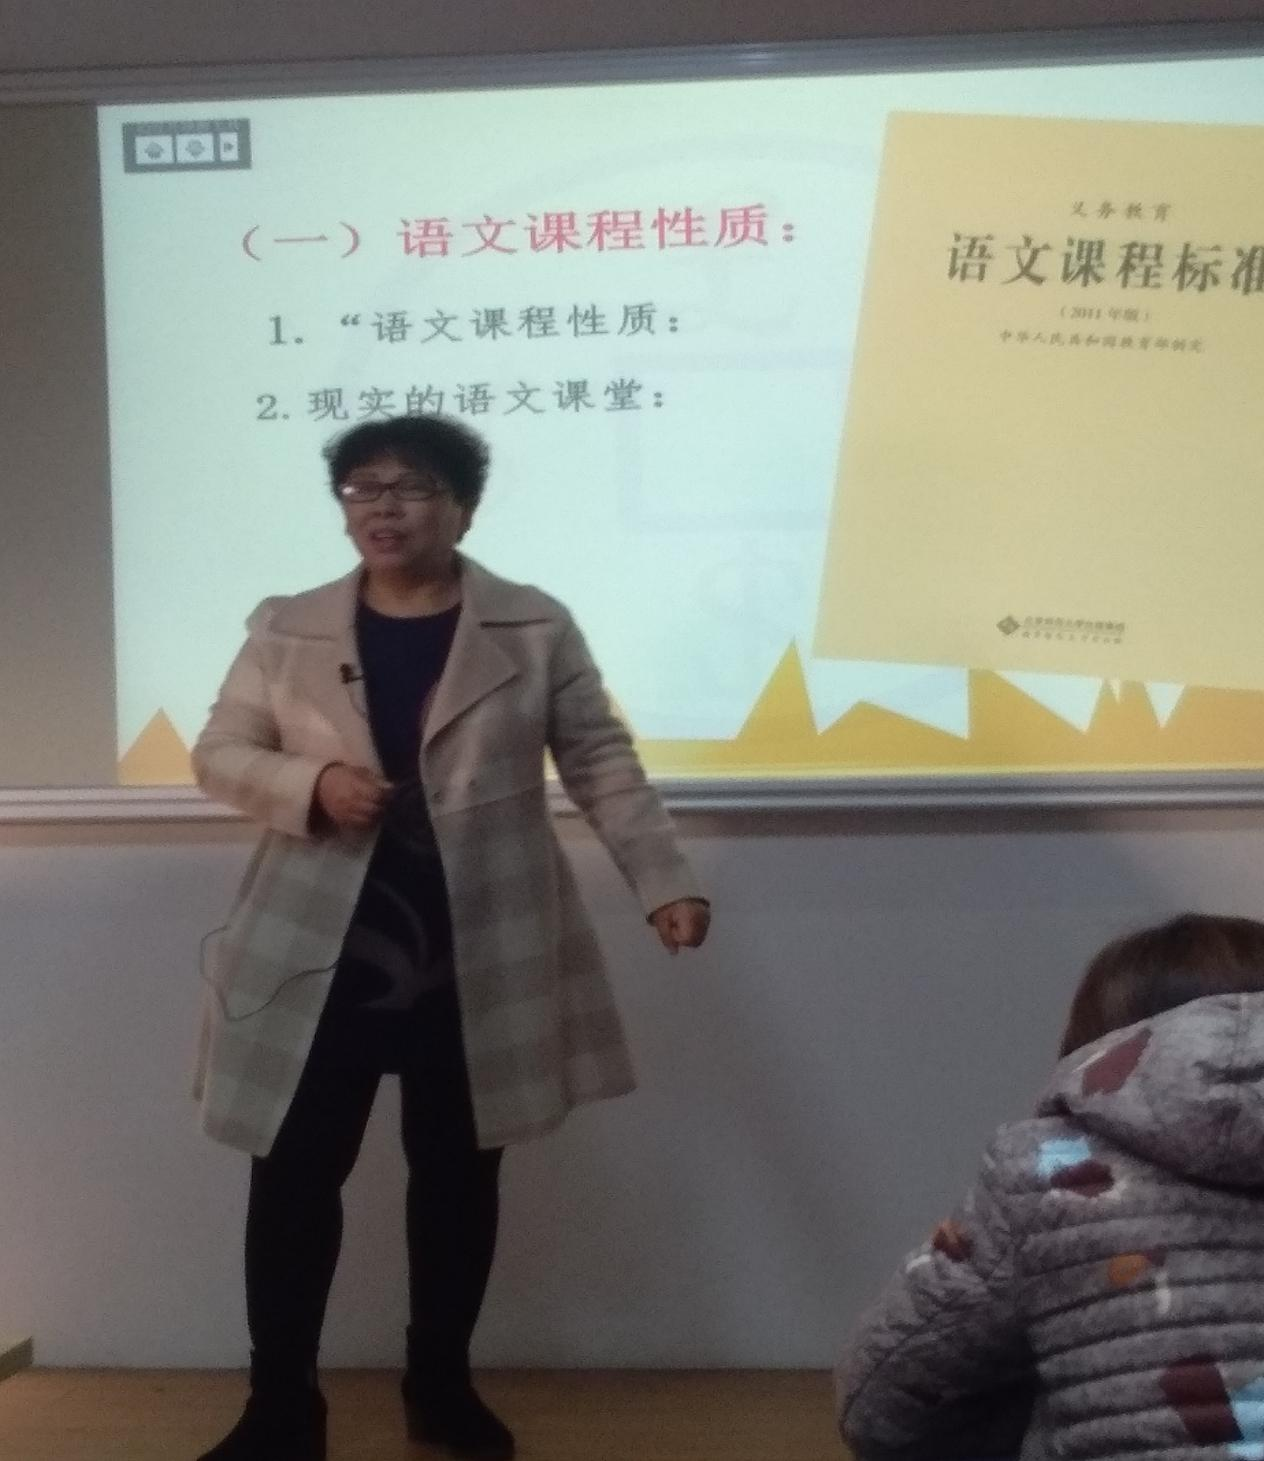 （一）语文课程性质：
1. “语文课程性质：
2. 现实的语文课堂：
义务教育
语文课程标准
（2011年版）
中华人民共和国教育部制定